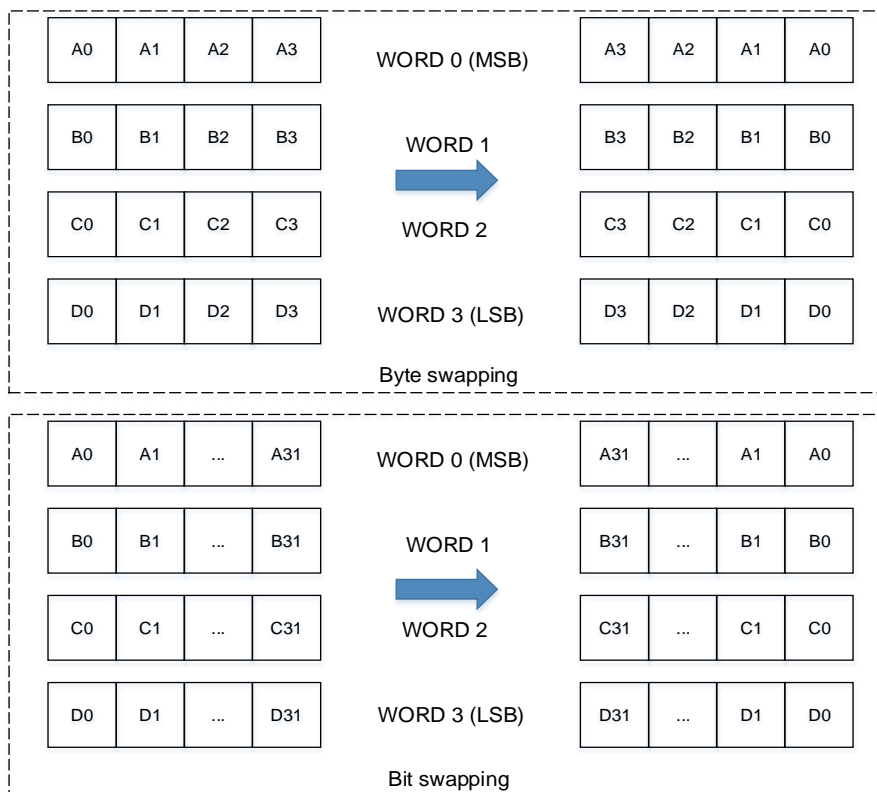 A0 A1 A2 A3 WORD 0 (MSB) A3 A2 A1 A0
B0 B1 B2 B3 WORD 1 B3 B2 B1 B0
C0 C1 C2 C3 WORD 2 C3 C2 C1 C0
D0 D1 D2 D3 WORD 3 (LSB) D3 D2 D1 D0
Byte swapping
A0 A1 ... A31 WORD 0 (MSB) A31 ... A1 A0
B0 B1 ... B31 WORD 1 B31 ... B1 B0
C0 C1 ... C31 WORD 2 C31 ... C1 C0
D0 D1 ... D31 WORD 3 (LSB) D31 ... D1 D0
Bit swapping